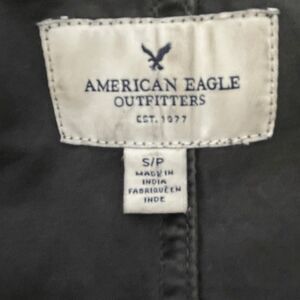 AMERICAN EAGLE
OUTFITTERS
EST. 1977
S/P
MADE IN
INDIA
FABRIQUÉ EN
INDE